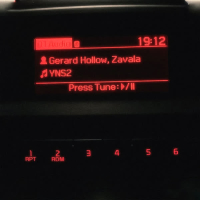 19:12
Gerard Hollow, Zavala
YNS2
Press Tune:▶/II
1 2 3 4 5 6
RPT RDM